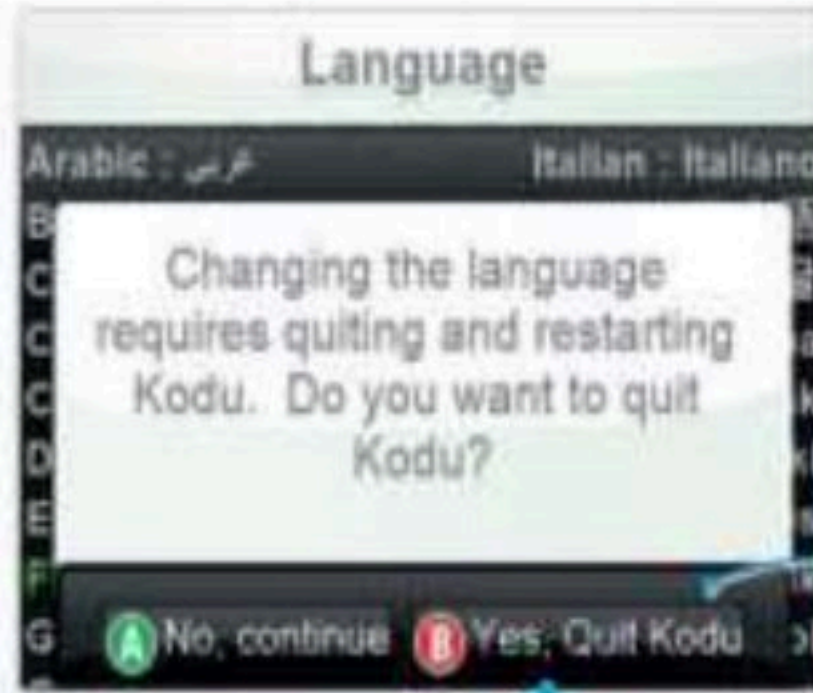 Language
Arabic : عربي
Italian : Italiano
B
C
C
C
D
E
F
G
Changing the language
requires quiting and restarting
Kodu.  Do you want to quit
Kodu?
A No, continue
B Yes, Quit Kodu